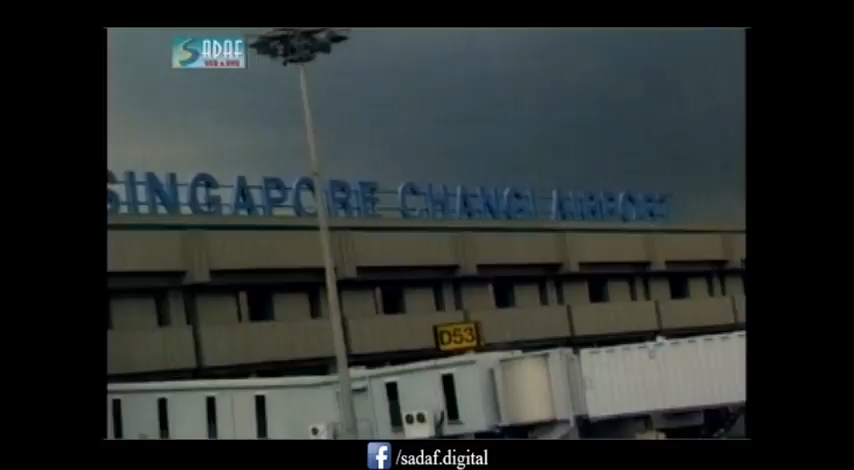 SADAF
SINGAPORE CHANGI AIRPORT
D53
/sadaf.digital